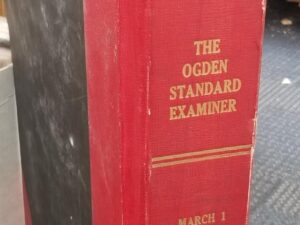 THE
OGDEN
STANDARD
EXAMINER
MARCH 1